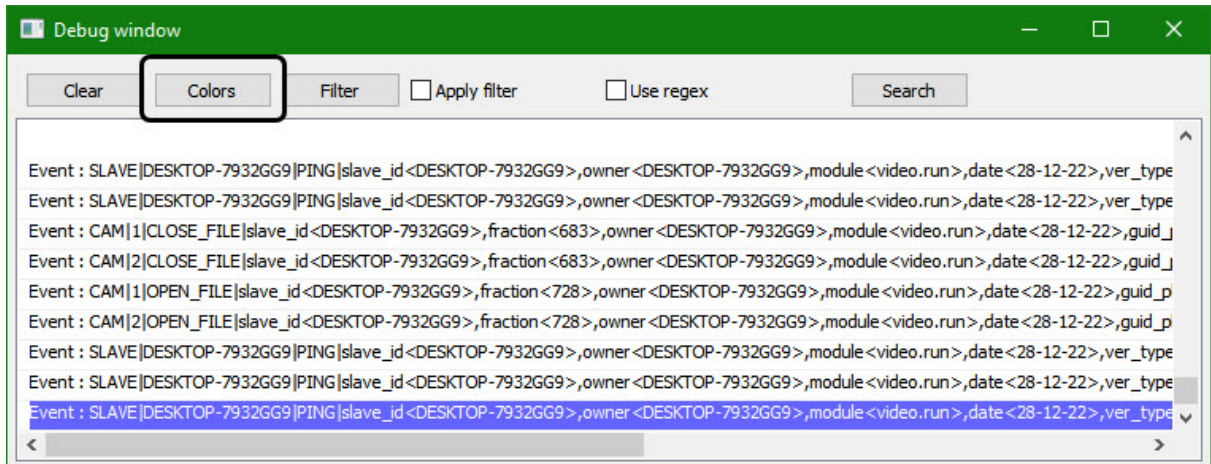 Debug window
Clear Colors Filter Apply filter Use regex Search
Event : SLAVE|DESKTOP-7932GG9|PING|slave_id<DESKTOP-7932GG9>,owner<DESKTOP-7932GG9>,module<video.run>,date<28-12-22>,ver_type
Event : SLAVE|DESKTOP-7932GG9|PING|slave_id<DESKTOP-7932GG9>,owner<DESKTOP-7932GG9>,module<video.run>,date<28-12-22>,ver_type
Event : CAM|1|CLOSE_FILE|slave_id<DESKTOP-7932GG9>,fraction<683>,owner<DESKTOP-7932GG9>,module<video.run>,date<28-12-22>,guid_
Event : CAM|2|CLOSE_FILE|slave_id<DESKTOP-7932GG9>,fraction<683>,owner<DESKTOP-7932GG9>,module<video.run>,date<28-12-22>,guid_
Event : CAM|1|OPEN_FILE|slave_id<DESKTOP-7932GG9>,fraction<728>,owner<DESKTOP-7932GG9>,module<video.run>,date<28-12-22>,guid_p
Event : CAM|2|OPEN_FILE|slave_id<DESKTOP-7932GG9>,fraction<728>,owner<DESKTOP-7932GG9>,module<video.run>,date<28-12-22>,guid_p
Event : SLAVE|DESKTOP-7932GG9|PING|slave_id<DESKTOP-7932GG9>,owner<DESKTOP-7932GG9>,module<video.run>,date<28-12-22>,ver_type
Event : SLAVE|DESKTOP-7932GG9|PING|slave_id<DESKTOP-7932GG9>,owner<DESKTOP-7932GG9>,module<video.run>,date<28-12-22>,ver_type
Event : SLAVE|DESKTOP-7932GG9|PING|slave_id<DESKTOP-7932GG9>,owner<DESKTOP-7932GG9>,module<video.run>,date<28-12-22>,ver_type